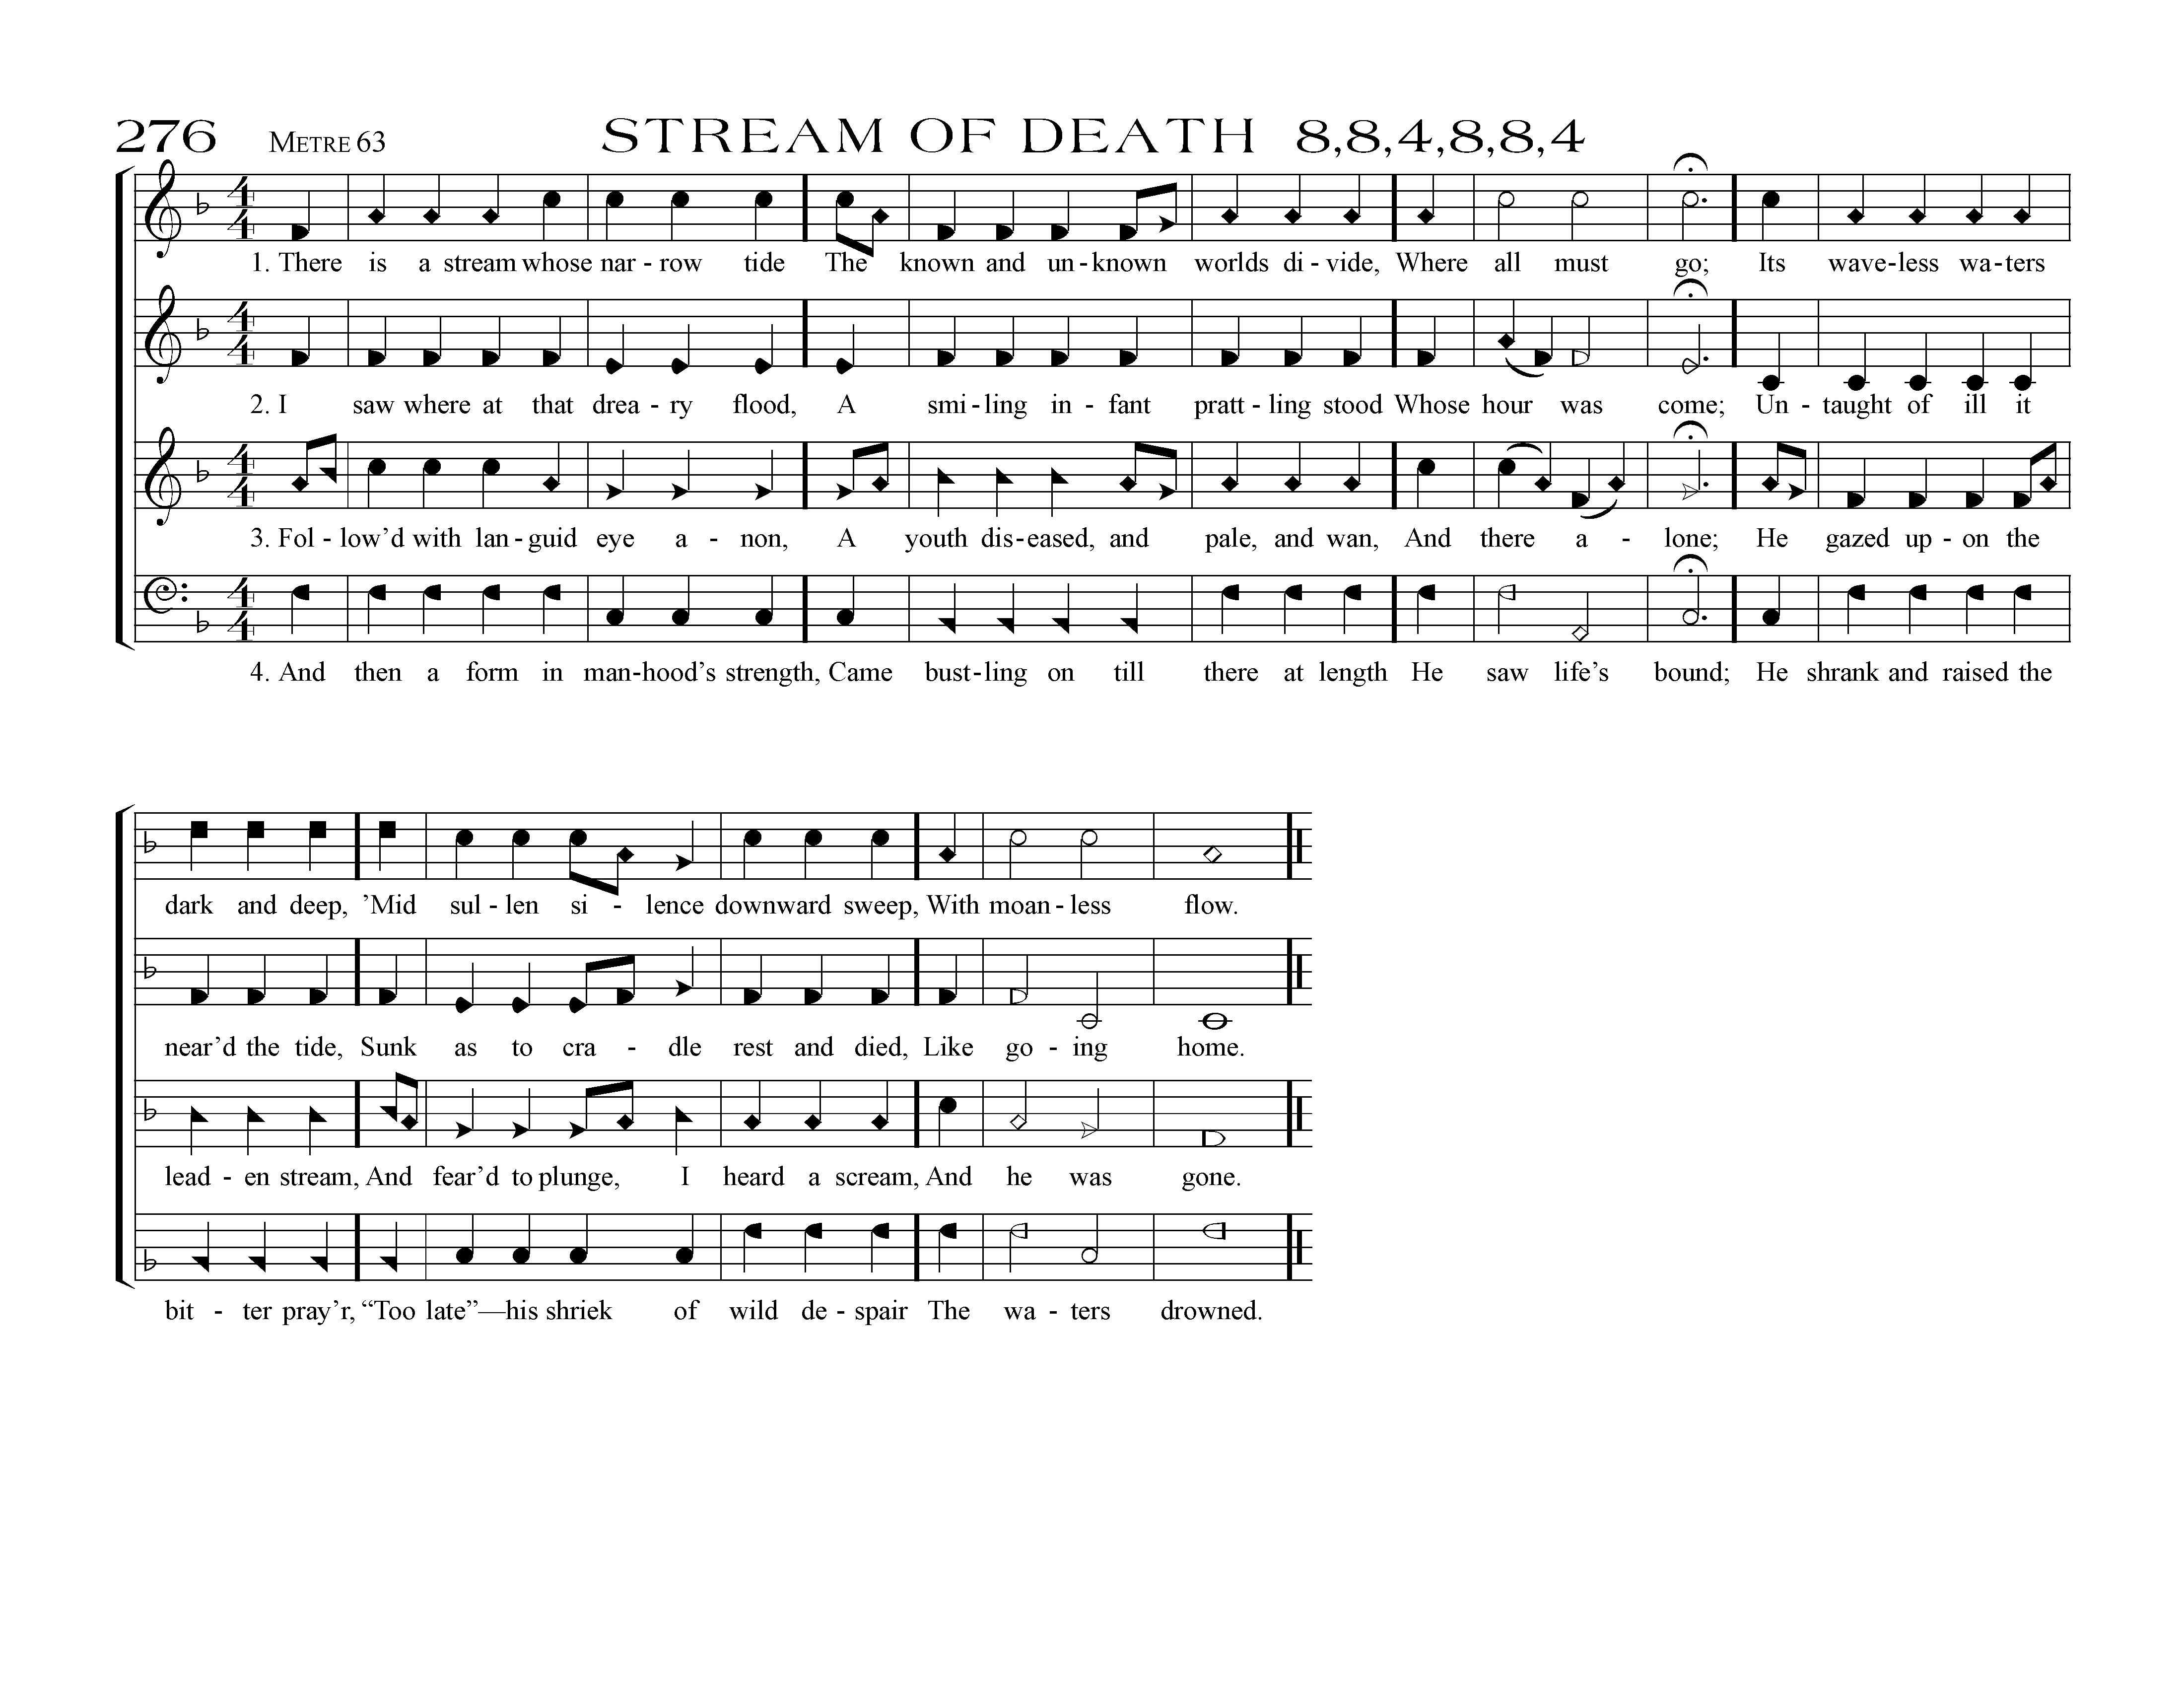 276 METRE 63 STREAM OF DEATH 8,8,4,8,8,4
4 4
1. There is a stream whose nar - row tide The known and un - known worlds di - vide, Where all must go; Its wave - less wa - ters
4 4
2. I saw where at that drea - ry flood, A smi - ling in - fant pratt - ling stood Whose hour was come; Un - taught of ill it
4 4
3. Fol - low’d with lan - guid eye a - non, A youth dis - eased, and pale, and wan, And there a - lone; He gazed up - on the
4 4
4. And then a form in man - hood’s strength, Came bust - ling on till there at length He saw life’s bound; He shrank and raised the
dark and deep, ’Mid sul - len si - lence downward sweep, With moan - less flow.
near’d the tide, Sunk as to cra - dle rest and died, Like go - ing home.
lead - en stream, And fear’d to plunge, I heard a scream, And he was gone.
bit - ter pray’r, “Too late”—his shriek of wild de - spair The wa - ters drowned.